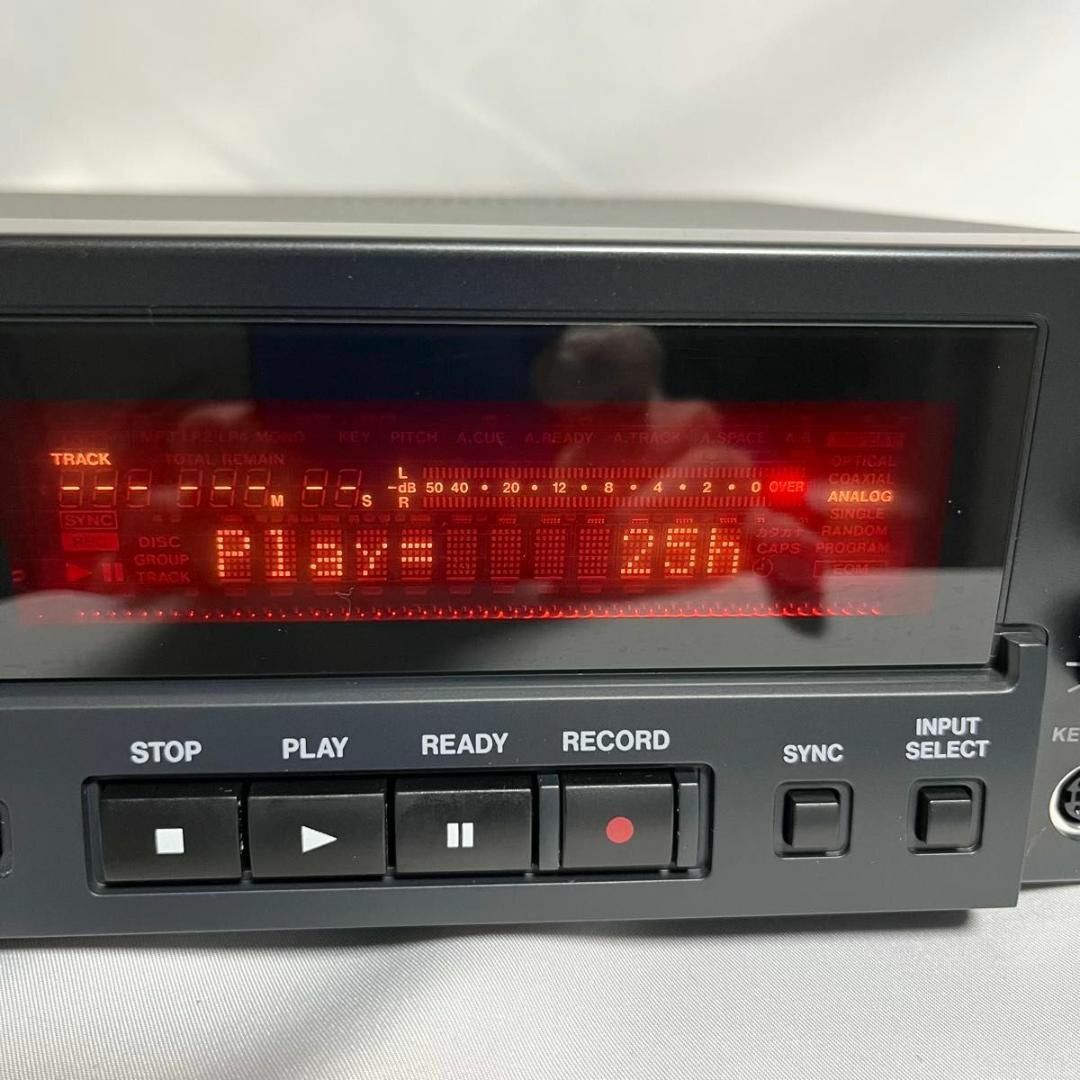 MP3 LP2 LP4 MONO KEY PITCH A.CUE A.READY A.TRACK A.SPACE A-B
TRACK TOTAL REMAIN
--- ---M --S
L
-dB 50 40 • 20 • 12 • 8 • 4 • 2 • 0 OVER
R
OPTICAL
COAXIAL
ANALOG
SINGLE
RANDOM
PROGRAM
SYNC
DISC
GROUP
TRACK
Play= 25h
カタカナ
CAPS
STOP PLAY READY RECORD SYNC INPUT SELECT